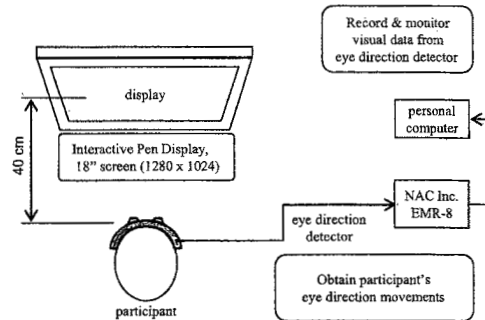 Record & monitor
visual data from
eye direction detector
display
personal
computer
40 cm
Interactive Pen Display,
18" screen (1280 x 1024)
NAC Inc.
EMR-8
eye direction
detector
Obtain participant's
eye direction movements
participant